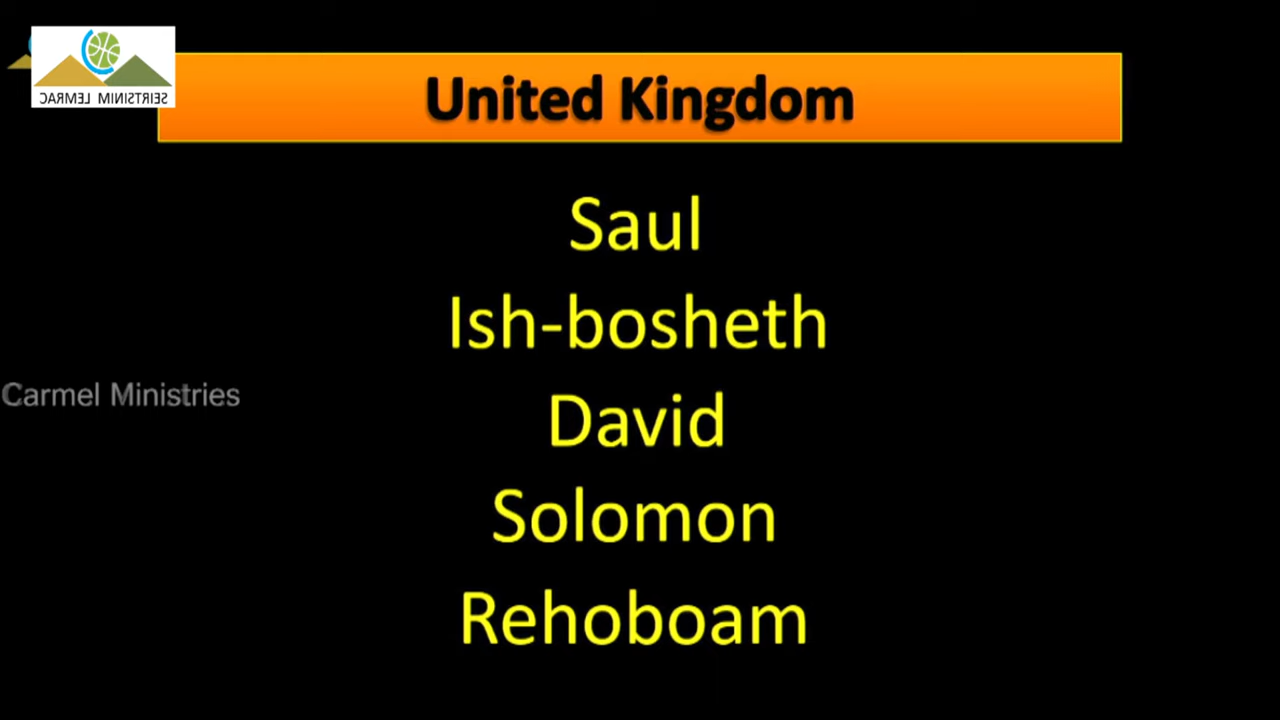 CARMEL MINISTRIES
United Kingdom
Saul
Ish-bosheth
Carmel Ministries
David
Solomon
Rehoboam